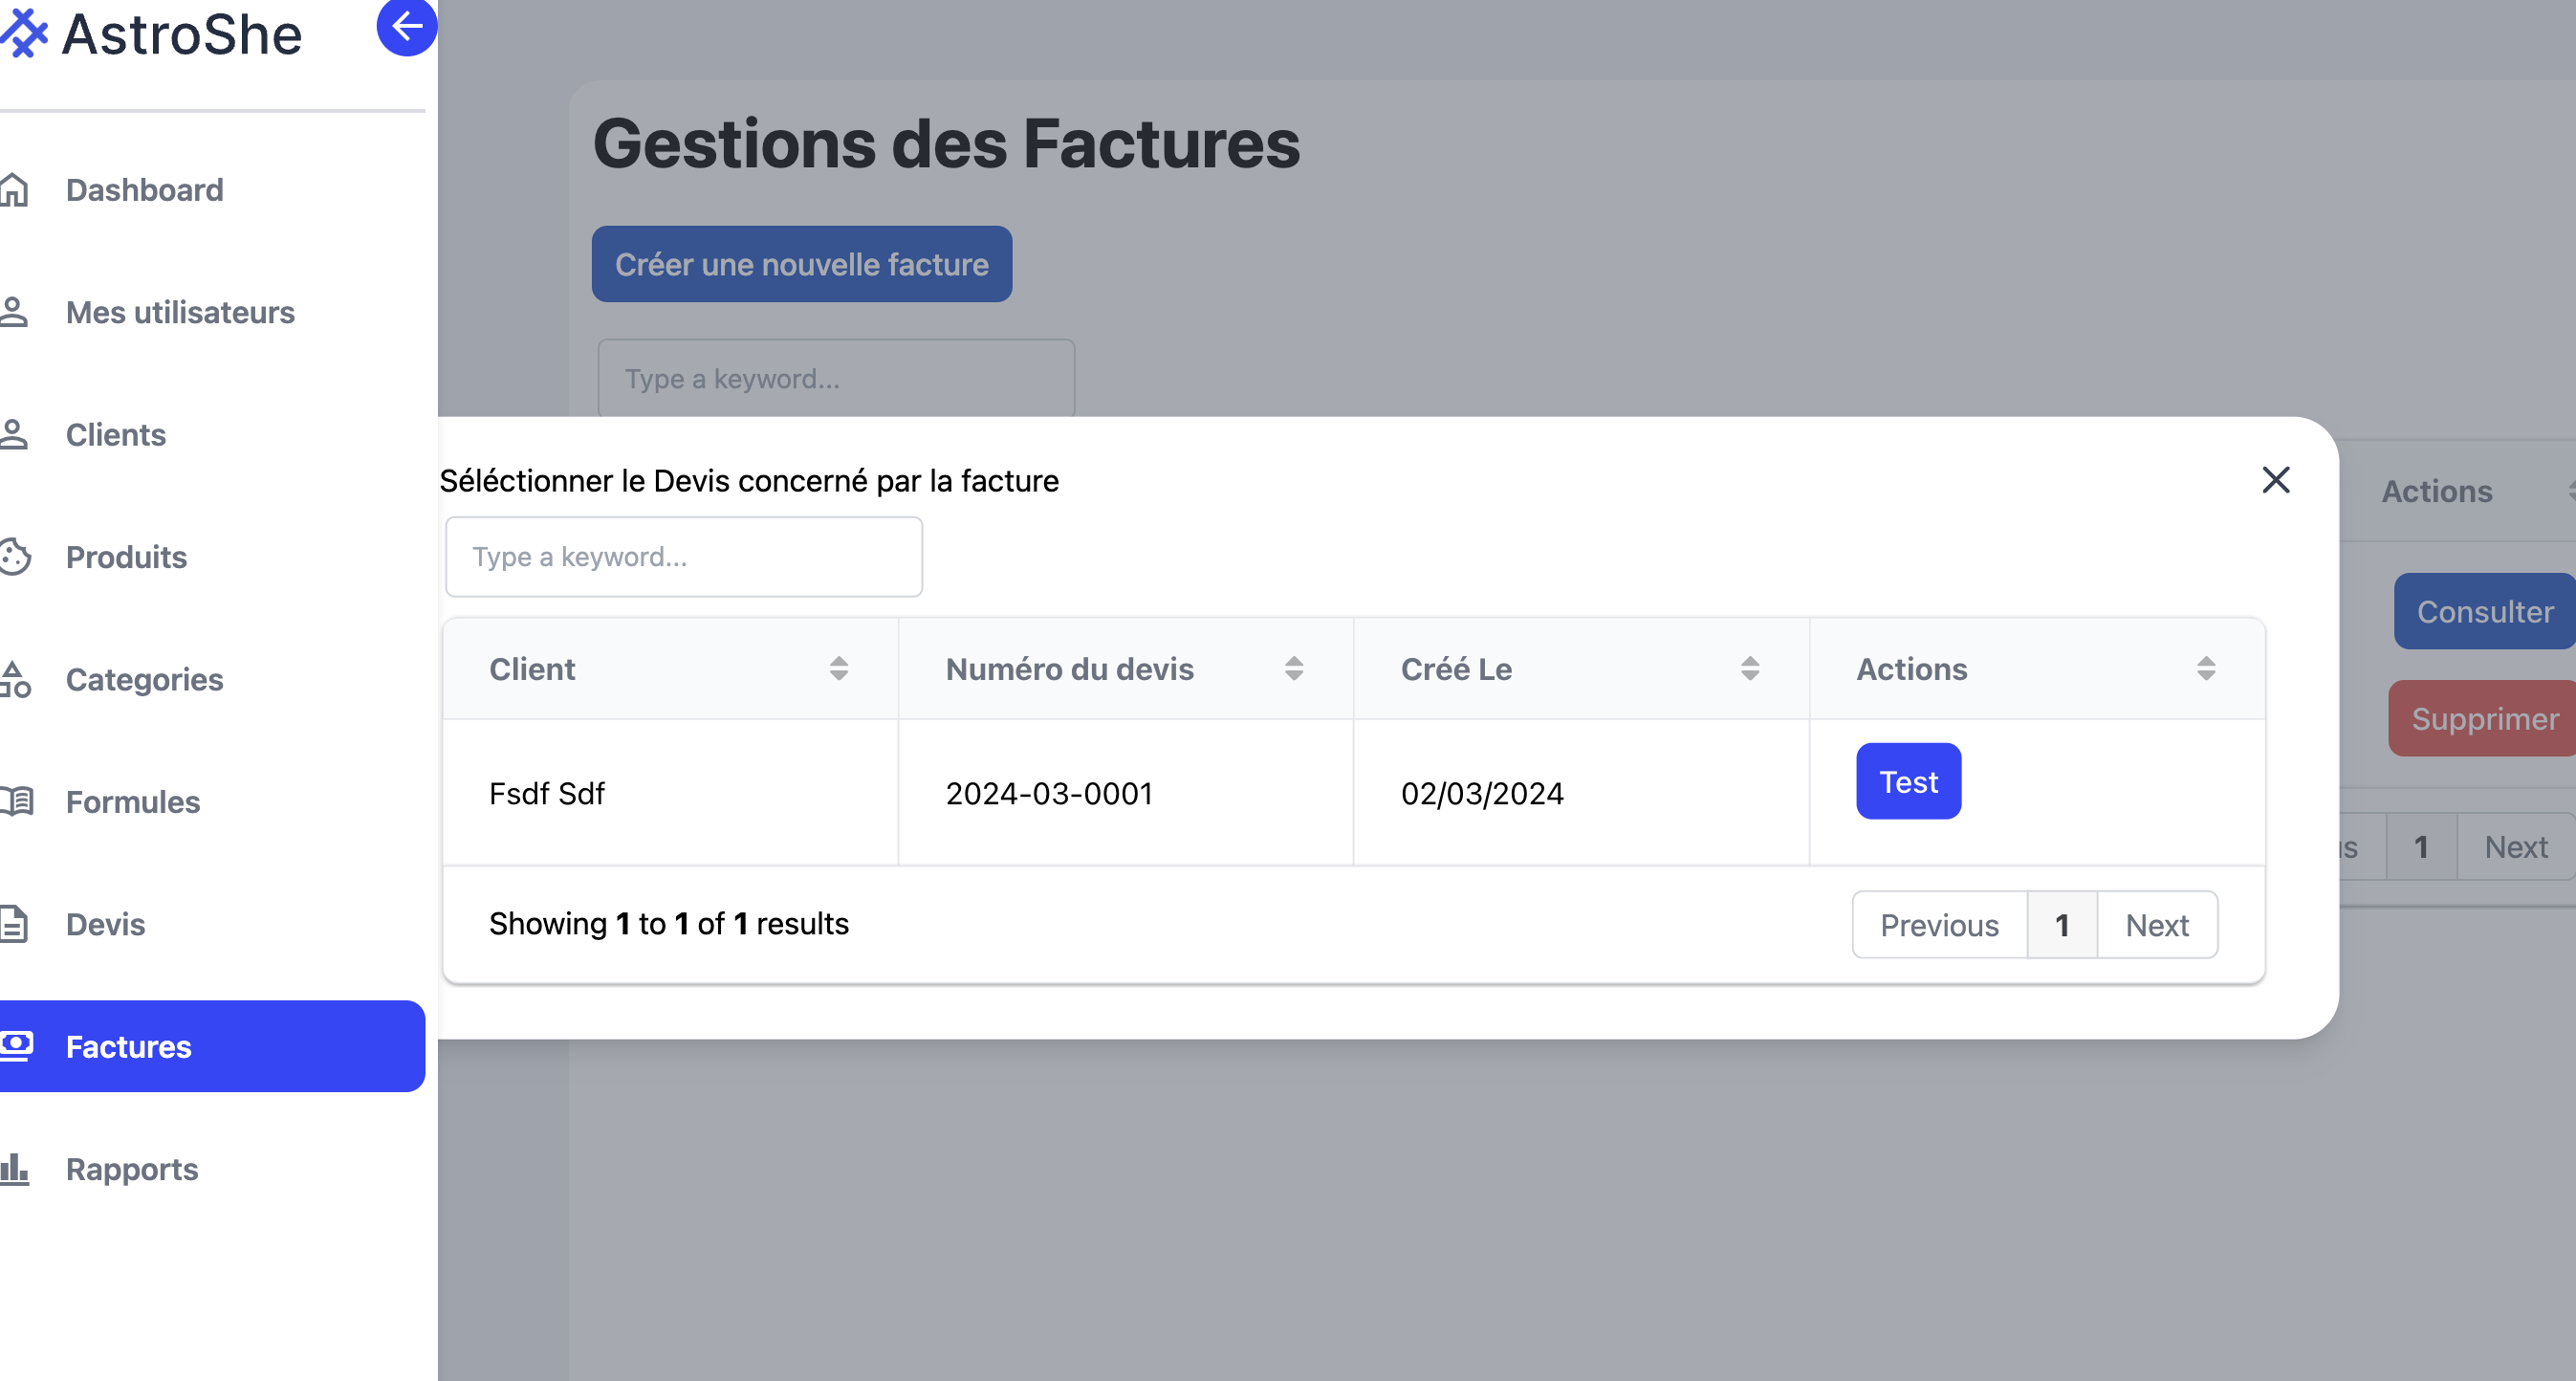 AstroShe
Dashboard
Mes utilisateurs
Clients
Produits
Categories
Formules
Devis
Factures
Rapports
Gestions des Factures
Créer une nouvelle facture
Type a keyword...
Actions
Consulter
Supprimer
1 Next
Séléctionner le Devis concerné par la facture
Type a keyword...
Client Numéro du devis Créé Le Actions
Fsdf Sdf 2024-03-0001 02/03/2024 Test
Showing 1 to 1 of 1 results Previous 1 Next